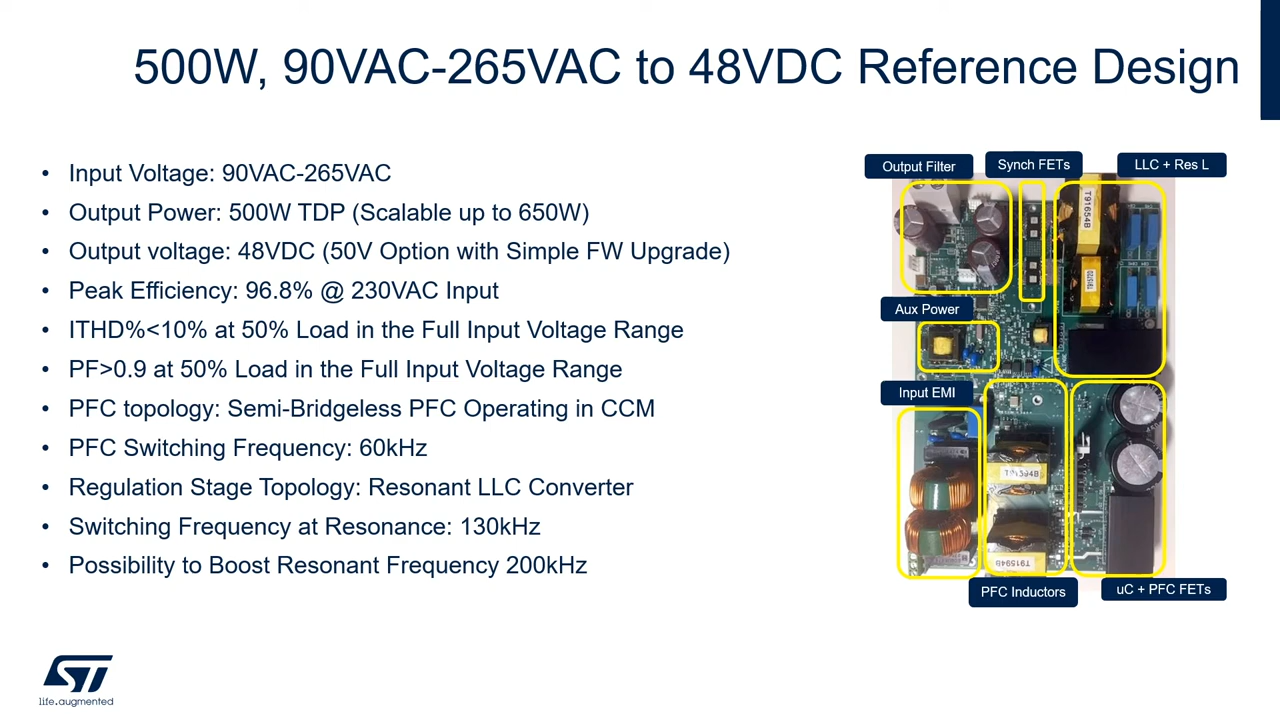 500W, 90VAC-265VAC to 48VDC Reference Design
• Input Voltage: 90VAC-265VAC
• Output Power: 500W TDP (Scalable up to 650W)
• Output voltage: 48VDC (50V Option with Simple FW Upgrade)
• Peak Efficiency: 96.8% @ 230VAC Input
• ITHD%<10% at 50% Load in the Full Input Voltage Range
• PF>0.9 at 50% Load in the Full Input Voltage Range
• PFC topology: Semi-Bridgeless PFC Operating in CCM
• PFC Switching Frequency: 60kHz
• Regulation Stage Topology: Resonant LLC Converter
• Switching Frequency at Resonance: 130kHz
• Possibility to Boost Resonant Frequency 200kHz
Output Filter
Synch FETs
LLC + Res L
T91654B
Aux Power
Input EMI
T91594B
T91594B
PFC Inductors
uC + PFC FETs
ST
life.augmented